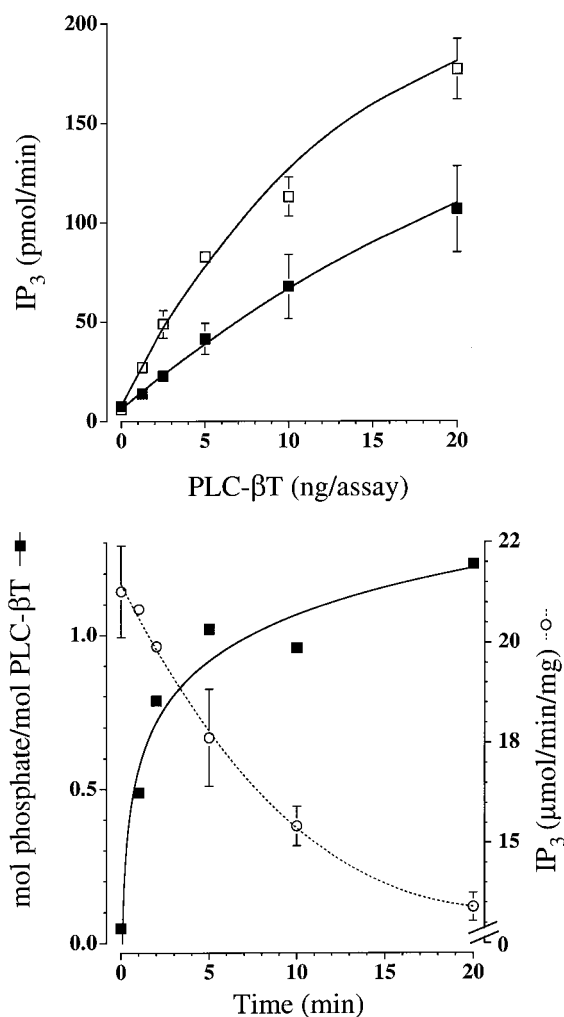 200
150
100
50
0
IP3 (pmol/min)
0 5 10 15 20
PLC-βT (ng/assay)
mol phosphate/mol PLC-βT
1.0
0.5
0.0
22
20
18
15
0
IP3 (μmol/min/mg)
0 5 10 20
Time (min)